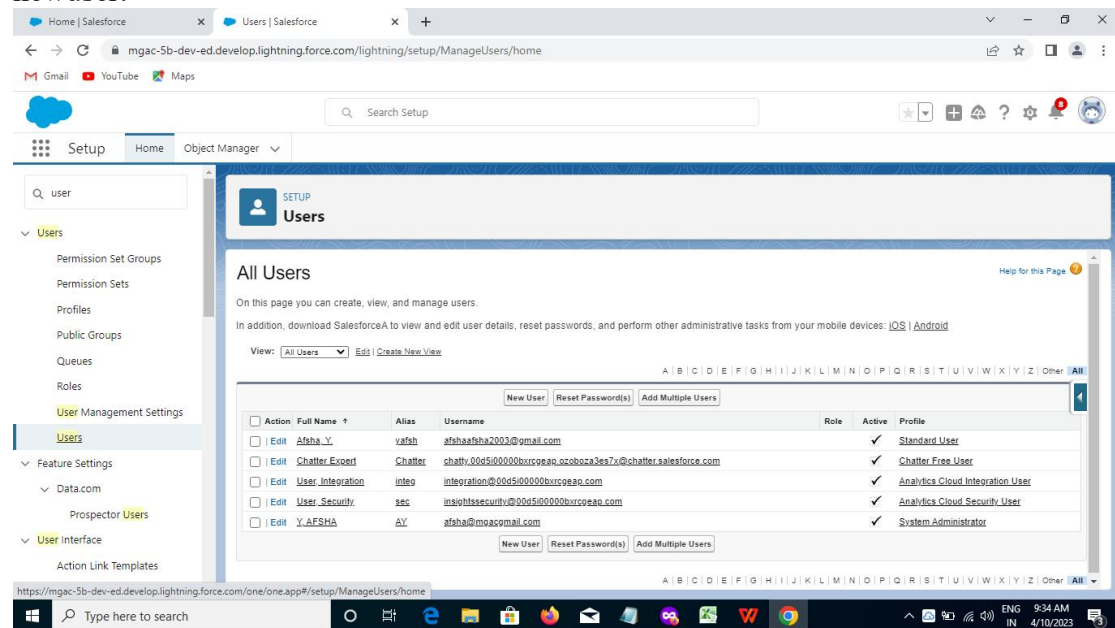 Home | Salesforce
Users | Salesforce
mgac-5b-dev-ed.develop.lightning.force.com/lightning/setup/ManageUsers/home
Gmail YouTube Maps
Search Setup
8
Setup Home Object Manager
user
Users
Permission Set Groups
Permission Sets
Profiles
Public Groups
Queues
Roles
User Management Settings
Users
Feature Settings
Data.com
Prospector Users
User Interface
Action Link Templates
SETUP
Users
All Users
Help for this Page
On this page you can create, view, and manage users.
In addition, download SalesforceA to view and edit user details, reset passwords, and perform other administrative tasks from your mobile devices: iOS | Android
View: All Users Edit | Create New View
A | B | C | D | E | F | G | H | I | J | K | L | M | N | O | P | Q | R | S | T | U | V | W | X | Y | Z | Other All
New User Reset Password(s) Add Multiple Users
Action Full Name ↑ Alias Username Role Active Profile
| Edit Afsha, Y. yafsh afshaafsha2003@gmail.com ✓ Standard User
| Edit Chatter Expert Chatter chatty.00d5i00000bxrcgeap.ozoboza3es7x@chatter.salesforce.com ✓ Chatter Free User
| Edit User, Integration integ integration@00d5i00000bxrcgeap.com ✓ Analytics Cloud Integration User
| Edit User, Security sec insightssecurity@00d5i00000bxrcgeap.com ✓ Analytics Cloud Security User
| Edit Y, AFSHA AY afsha@mgacgmail.com ✓ System Administrator
New User Reset Password(s) Add Multiple Users
A | B | C | D | E | F | G | H | I | J | K | L | M | N | O | P | Q | R | S | T | U | V | W | X | Y | Z | Other All
https://mgac-5b-dev-ed.develop.lightning.force.com/one/one.app#/setup/ManageUsers/home
Type here to search
ENG 9:34 AM
IN 4/10/2023
3